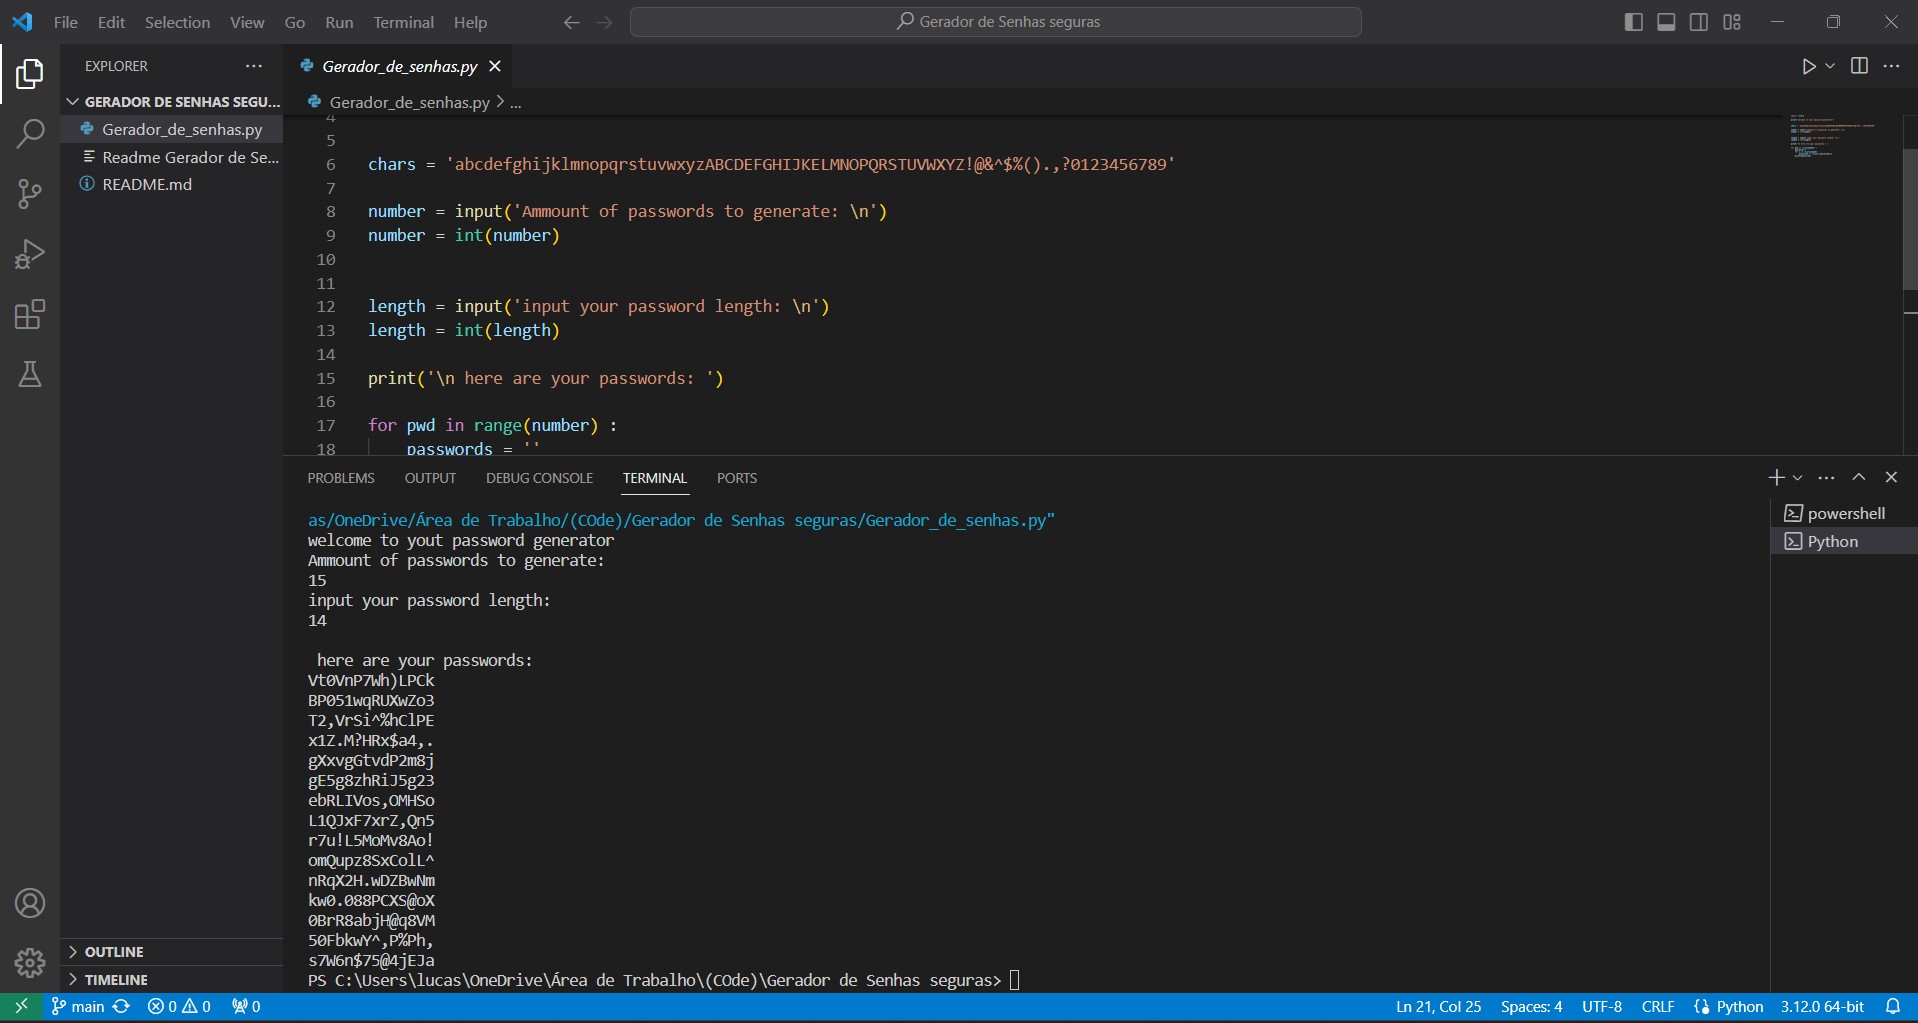 File Edit Selection View Go Run Terminal Help
Gerador de Senhas seguras
EXPLORER
GERADOR DE SENHAS SEGU...
Gerador_de_senhas.py
Readme Gerador de Se...
README.md
OUTLINE
TIMELINE
Gerador_de_senhas.py
Gerador_de_senhas.py > ...
4
5
6 chars = 'abcdefghijklmnopqrstuvwxyzABCDEFGHIJKELMNOPQRSTUVWXYZ!@&^$%().,?0123456789'
7
8 number = input('Ammount of passwords to generate: \n')
9 number = int(number)
10
11
12 length = input('input your password length: \n')
13 length = int(length)
14
15 print('\n here are your passwords: ')
16
17 for pwd in range(number) :
18 passwords = ''
PROBLEMS OUTPUT DEBUG CONSOLE TERMINAL PORTS
as/OneDrive/Área de Trabalho/(COde)/Gerador de Senhas seguras/Gerador_de_senhas.py"
welcome to yout password generator
Ammount of passwords to generate:
15
input your password length:
14
here are your passwords:
Vt0VnP7Wh)LPCk
BP051wqRUXwZo3
T2,VrSi^%hClPE
x1Z.M?HRx$a4,.
gXxvgGtvdP2m8j
gE5g8zhRiJ5g23
ebRLIVos,OMHSo
L1QJxF7xrZ,Qn5
r7u!L5MoMv8Ao!
omQupz8SxColL^
nRqX2H.wDZBwNm
kw0.088PCXS@oX
0BrR8abjH@q8VM
50FbkwY^,P%Ph,
s7W6n$75@4jEJa
PS C:\Users\lucas\OneDrive\Área de Trabalho\(COde)\Gerador de Senhas seguras>
powershell
Python
main 0 0 0
Ln 21, Col 25 Spaces: 4 UTF-8 CRLF Python 3.12.0 64-bit